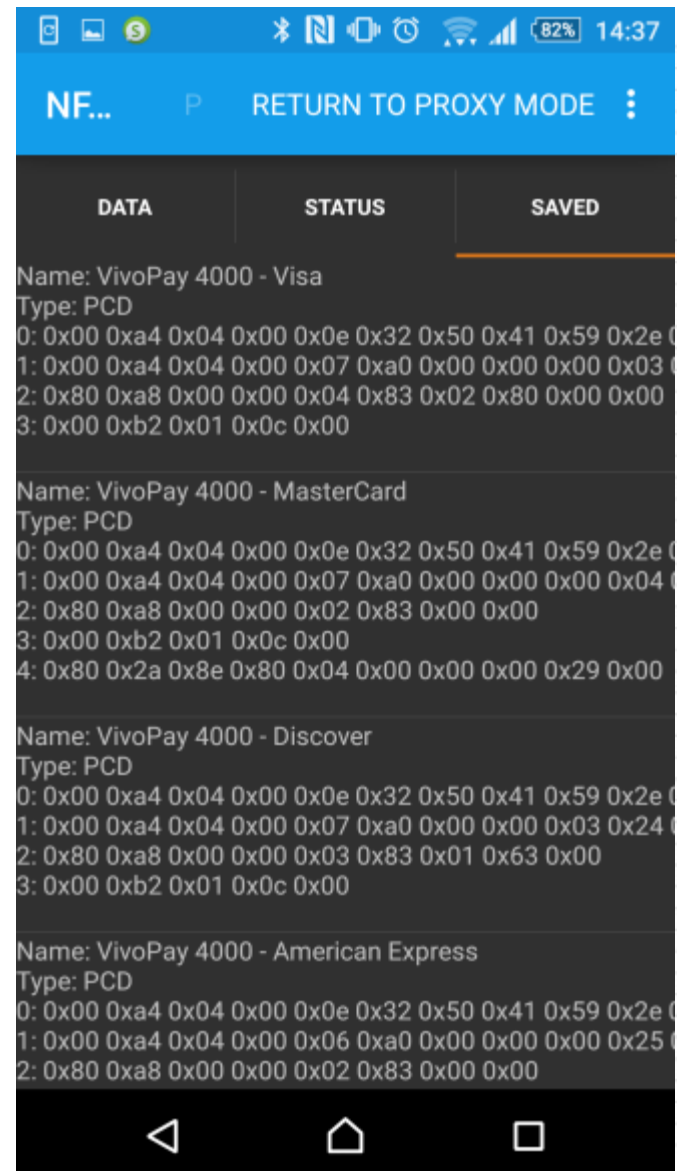 82% 14:37
NF... P RETURN TO PROXY MODE
DATA STATUS SAVED
Name: VivoPay 4000 - Visa
Type: PCD
0: 0x00 0xa4 0x04 0x00 0x0e 0x32 0x50 0x41 0x59 0x2e
1: 0x00 0xa4 0x04 0x00 0x07 0xa0 0x00 0x00 0x00 0x03
2: 0x80 0xa8 0x00 0x00 0x04 0x83 0x02 0x80 0x00 0x00
3: 0x00 0xb2 0x01 0x0c 0x00
Name: VivoPay 4000 - MasterCard
Type: PCD
0: 0x00 0xa4 0x04 0x00 0x0e 0x32 0x50 0x41 0x59 0x2e
1: 0x00 0xa4 0x04 0x00 0x07 0xa0 0x00 0x00 0x00 0x04
2: 0x80 0xa8 0x00 0x00 0x02 0x83 0x00 0x00
3: 0x00 0xb2 0x01 0x0c 0x00
4: 0x80 0x2a 0x8e 0x80 0x04 0x00 0x00 0x00 0x29 0x00
Name: VivoPay 4000 - Discover
Type: PCD
0: 0x00 0xa4 0x04 0x00 0x0e 0x32 0x50 0x41 0x59 0x2e
1: 0x00 0xa4 0x04 0x00 0x07 0xa0 0x00 0x00 0x03 0x24
2: 0x80 0xa8 0x00 0x00 0x03 0x83 0x01 0x63 0x00
3: 0x00 0xb2 0x01 0x0c 0x00
Name: VivoPay 4000 - American Express
Type: PCD
0: 0x00 0xa4 0x04 0x00 0x0e 0x32 0x50 0x41 0x59 0x2e
1: 0x00 0xa4 0x04 0x00 0x06 0xa0 0x00 0x00 0x00 0x25
2: 0x80 0xa8 0x00 0x00 0x02 0x83 0x00 0x00